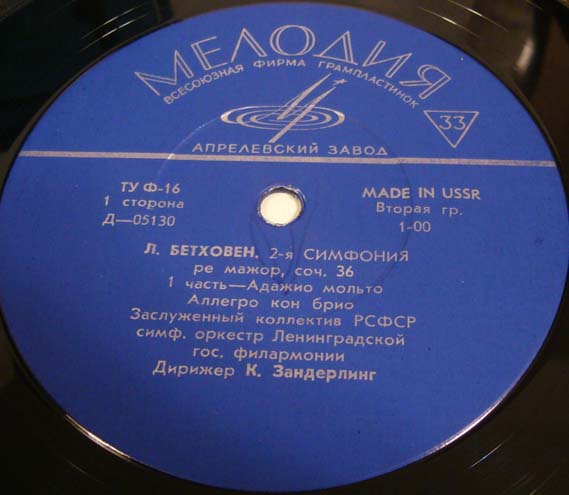 МЕЛОДИЯ
ВСЕСОЮЗНАЯ ФИРМА ГРАМПЛАСТИНОК
33
АПРЕЛЕВСКИЙ ЗАВОД
ТУ Ф-16
1 сторона
Д—05130
MADE IN USSR
Вторая гр.
1-00
Л. БЕТХОВЕН. 2-я СИМФОНИЯ
ре мажор, соч. 36
1 часть—Адажио мольто
Аллегро кон брио
Заслуженный коллектив РСФСР
симф. оркестр Ленинградской
гос. филармонии
Дирижер К. Зандерлинг